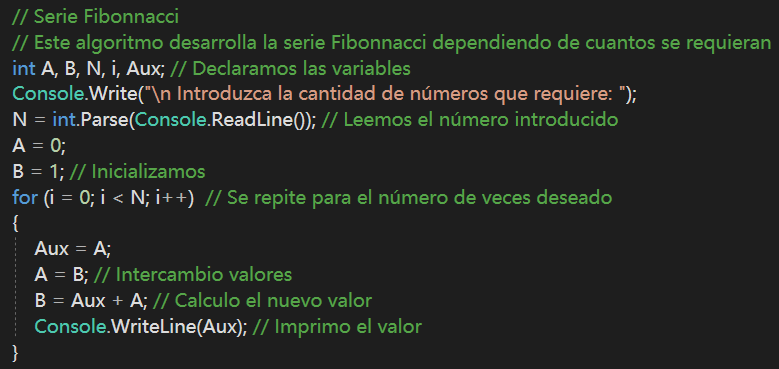 // Serie Fibonnacci
// Este algoritmo desarrolla la serie Fibonnacci dependiendo de cuantos se requieran
int A, B, N, i, Aux; // Declaramos las variables
Console.Write("\n Introduzca la cantidad de números que requiere: ");
N = int.Parse(Console.ReadLine()); // Leemos el número introducido
A = 0;
B = 1; // Inicializamos
for (i = 0; i < N; i++)  // Se repite para el número de veces deseado
{
    Aux = A;
    A = B; // Intercambio valores
    B = Aux + A; // Calculo el nuevo valor
    Console.WriteLine(Aux); // Imprimo el valor
}